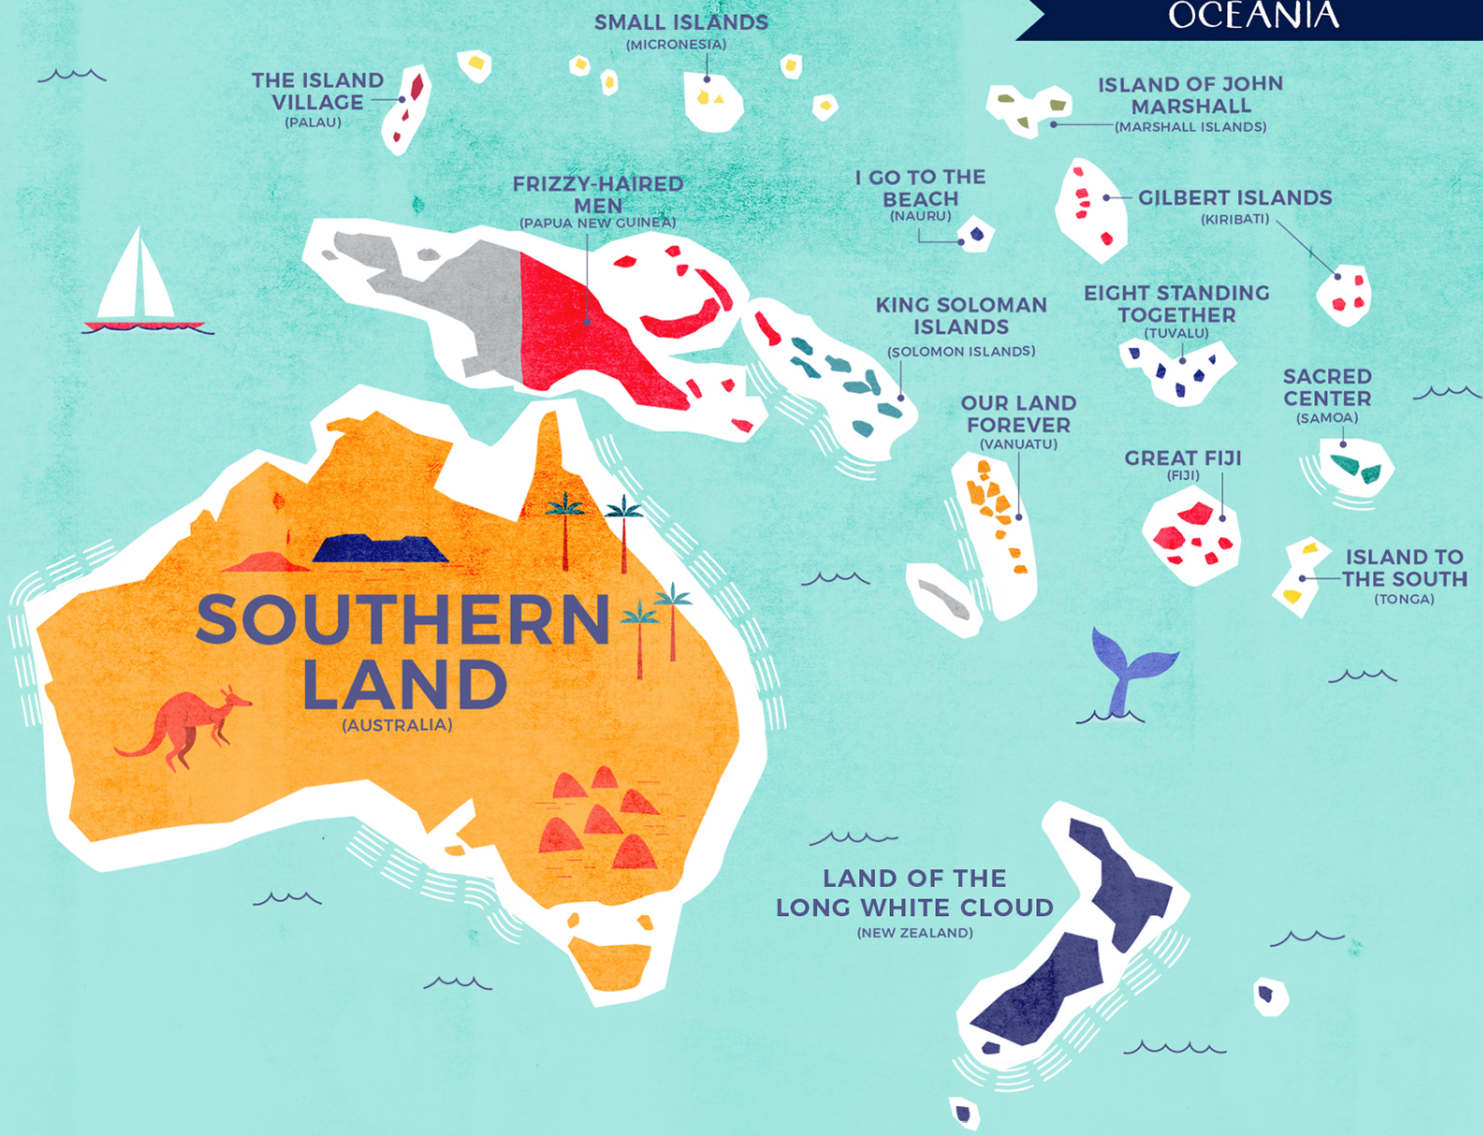 OCEANIA
SMALL ISLANDS
(MICRONESIA)
THE ISLAND
VILLAGE
(PALAU)
ISLAND OF JOHN
MARSHALL
(MARSHALL ISLANDS)
FRIZZY-HAIRED
MEN
(PAPUA NEW GUINEA)
I GO TO THE
BEACH
(NAURU)
GILBERT ISLANDS
(KIRIBATI)
KING SOLOMAN
ISLANDS
(SOLOMON ISLANDS)
EIGHT STANDING
TOGETHER
(TUVALU)
SACRED
CENTER
(SAMOA)
OUR LAND
FOREVER
(VANUATU)
GREAT FIJI
(FIJI)
ISLAND TO
THE SOUTH
(TONGA)
SOUTHERN
LAND
(AUSTRALIA)
LAND OF THE
LONG WHITE CLOUD
(NEW ZEALAND)